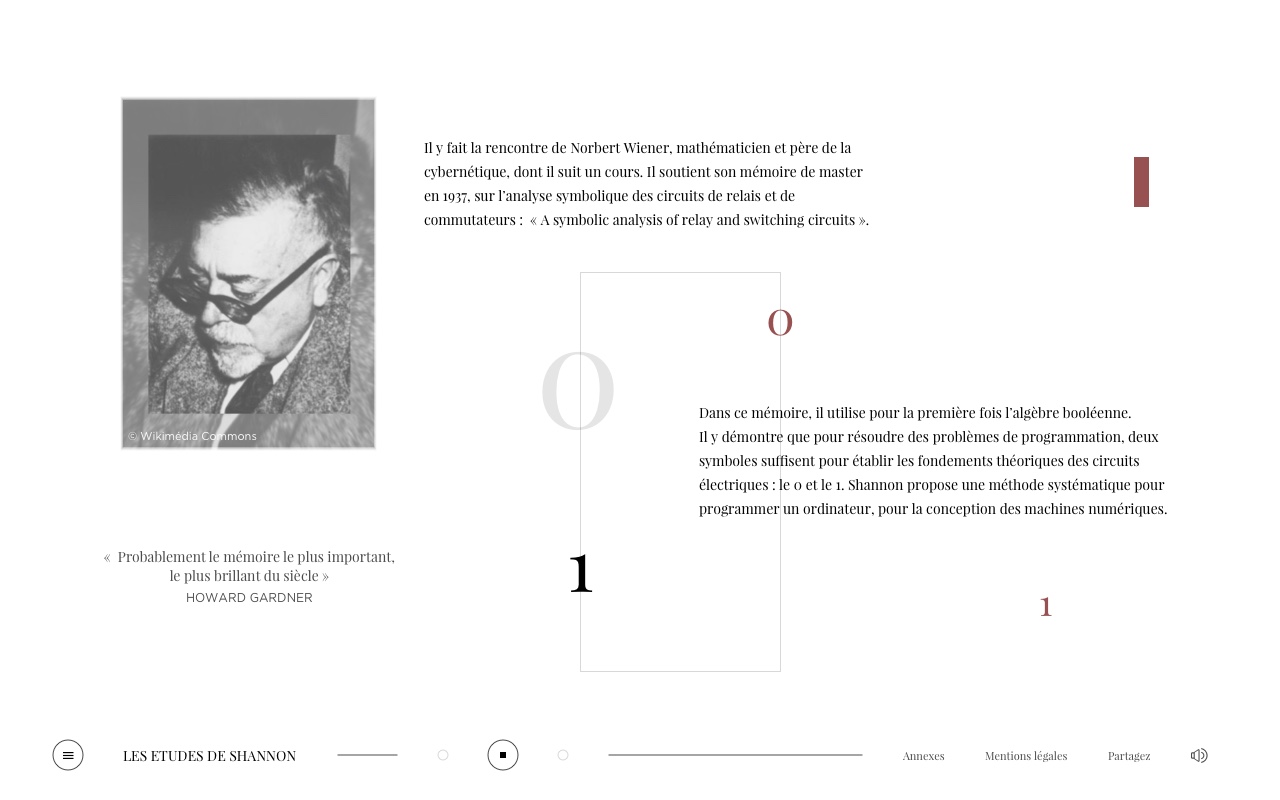 Il y fait la rencontre de Norbert Wiener, mathématicien et père de la
cybernétique, dont il suit un cours. Il soutient son mémoire de master
en 1937, sur l'analyse symbolique des circuits de relais et de
commutateurs :  « A symbolic analysis of relay and switching circuits ».
0
0
© Wikimédia Commons
Dans ce mémoire, il utilise pour la première fois l'algèbre booléenne.
Il y démontre que pour résoudre des problèmes de programmation, deux
symboles suffisent pour établir les fondements théoriques des circuits
électriques : le 0 et le 1. Shannon propose une méthode systématique pour
programmer un ordinateur, pour la conception des machines numériques.
«  Probablement le mémoire le plus important,
le plus brillant du siècle »
HOWARD GARDNER
1
1
LES ETUDES DE SHANNON
Annexes
Mentions légales
Partagez